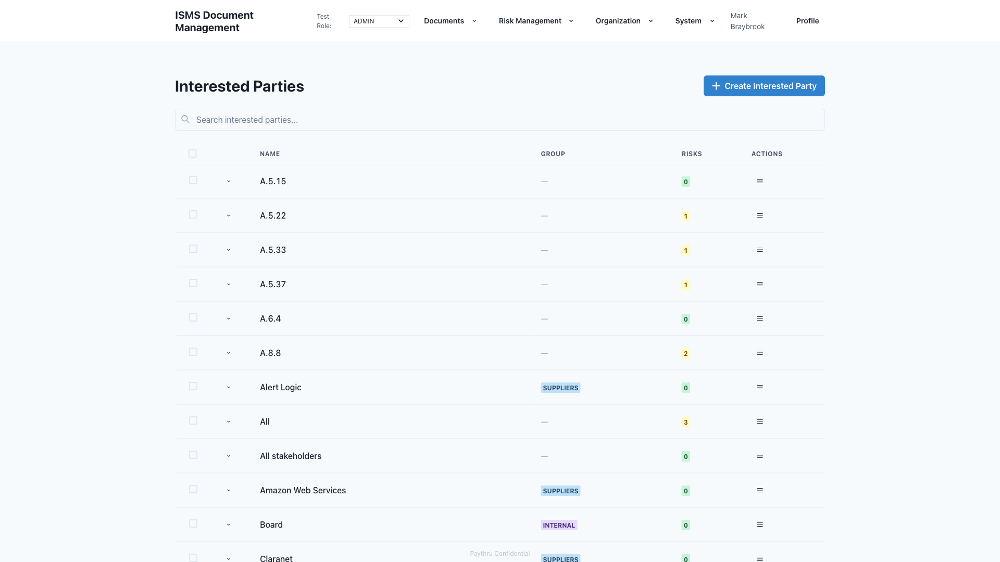 ISMS Document
Management
Test
Role:
ADMIN
Documents
Risk Management
Organization
System
Mark
Braybrook
Profile
Interested Parties
Create Interested Party
Search interested parties...
NAME GROUP RISKS ACTIONS
A.5.15 — 0
A.5.22 — 1
A.5.33 — 1
A.5.37 — 1
A.6.4 — 0
A.8.8 — 2
Alert Logic SUPPLIERS 0
All — 3
All stakeholders — 0
Amazon Web Services SUPPLIERS 0
Board INTERNAL 0
Paythru Confidential
Claranet SUPPLIERS 0